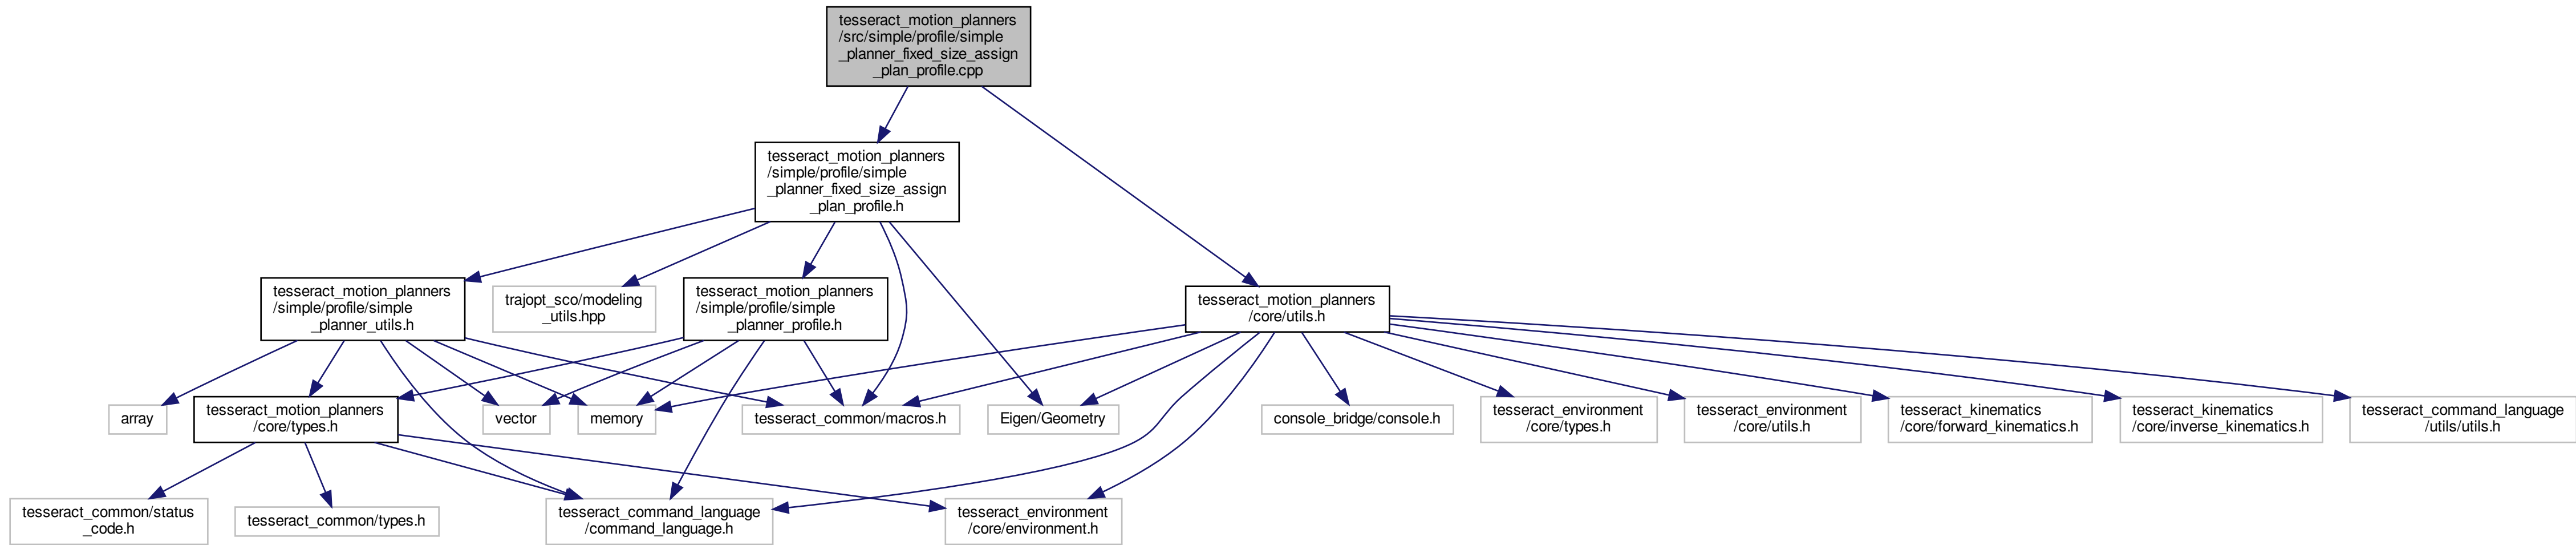 tesseract_motion_planners
/src/simple/profile/simple
_planner_fixed_size_assign
_plan_profile.cpp
tesseract_motion_planners
/simple/profile/simple
_planner_fixed_size_assign
_plan_profile.h
tesseract_motion_planners
/simple/profile/simple
_planner_utils.h
trajopt_sco/modeling
_utils.hpp
tesseract_motion_planners
/simple/profile/simple
_planner_profile.h
tesseract_motion_planners
/core/utils.h
array
tesseract_motion_planners
/core/types.h
vector
memory
tesseract_common/macros.h
Eigen/Geometry
console_bridge/console.h
tesseract_environment
/core/types.h
tesseract_environment
/core/utils.h
tesseract_kinematics
/core/forward_kinematics.h
tesseract_kinematics
/core/inverse_kinematics.h
tesseract_command_language
/utils/utils.h
tesseract_common/status
_code.h
tesseract_common/types.h
tesseract_command_language
/command_language.h
tesseract_environment
/core/environment.h